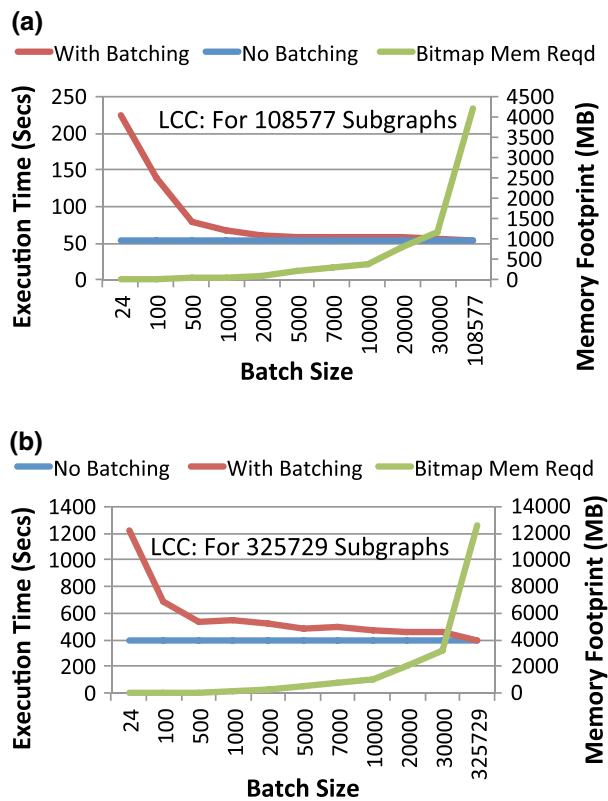 (a)
With Batching No Batching Bitmap Mem Reqd
LCC: For 108577 Subgraphs
Execution Time (Secs)
250
200
150
100
50
0
4500
4000
3500
3000
2500
2000
1500
1000
500
0
Memory Footprint (MB)
24 100 500 1000 2000 5000 7000 10000 20000 30000 108577
Batch Size
(b)
No Batching With Batching Bitmap Mem Reqd
LCC: For 325729 Subgraphs
Execution Time (Secs)
1400
1200
1000
800
600
400
200
0
14000
12000
10000
8000
6000
4000
2000
0
Memory Footprint (MB)
24 100 500 1000 2000 5000 7000 10000 20000 30000 325729
Batch Size